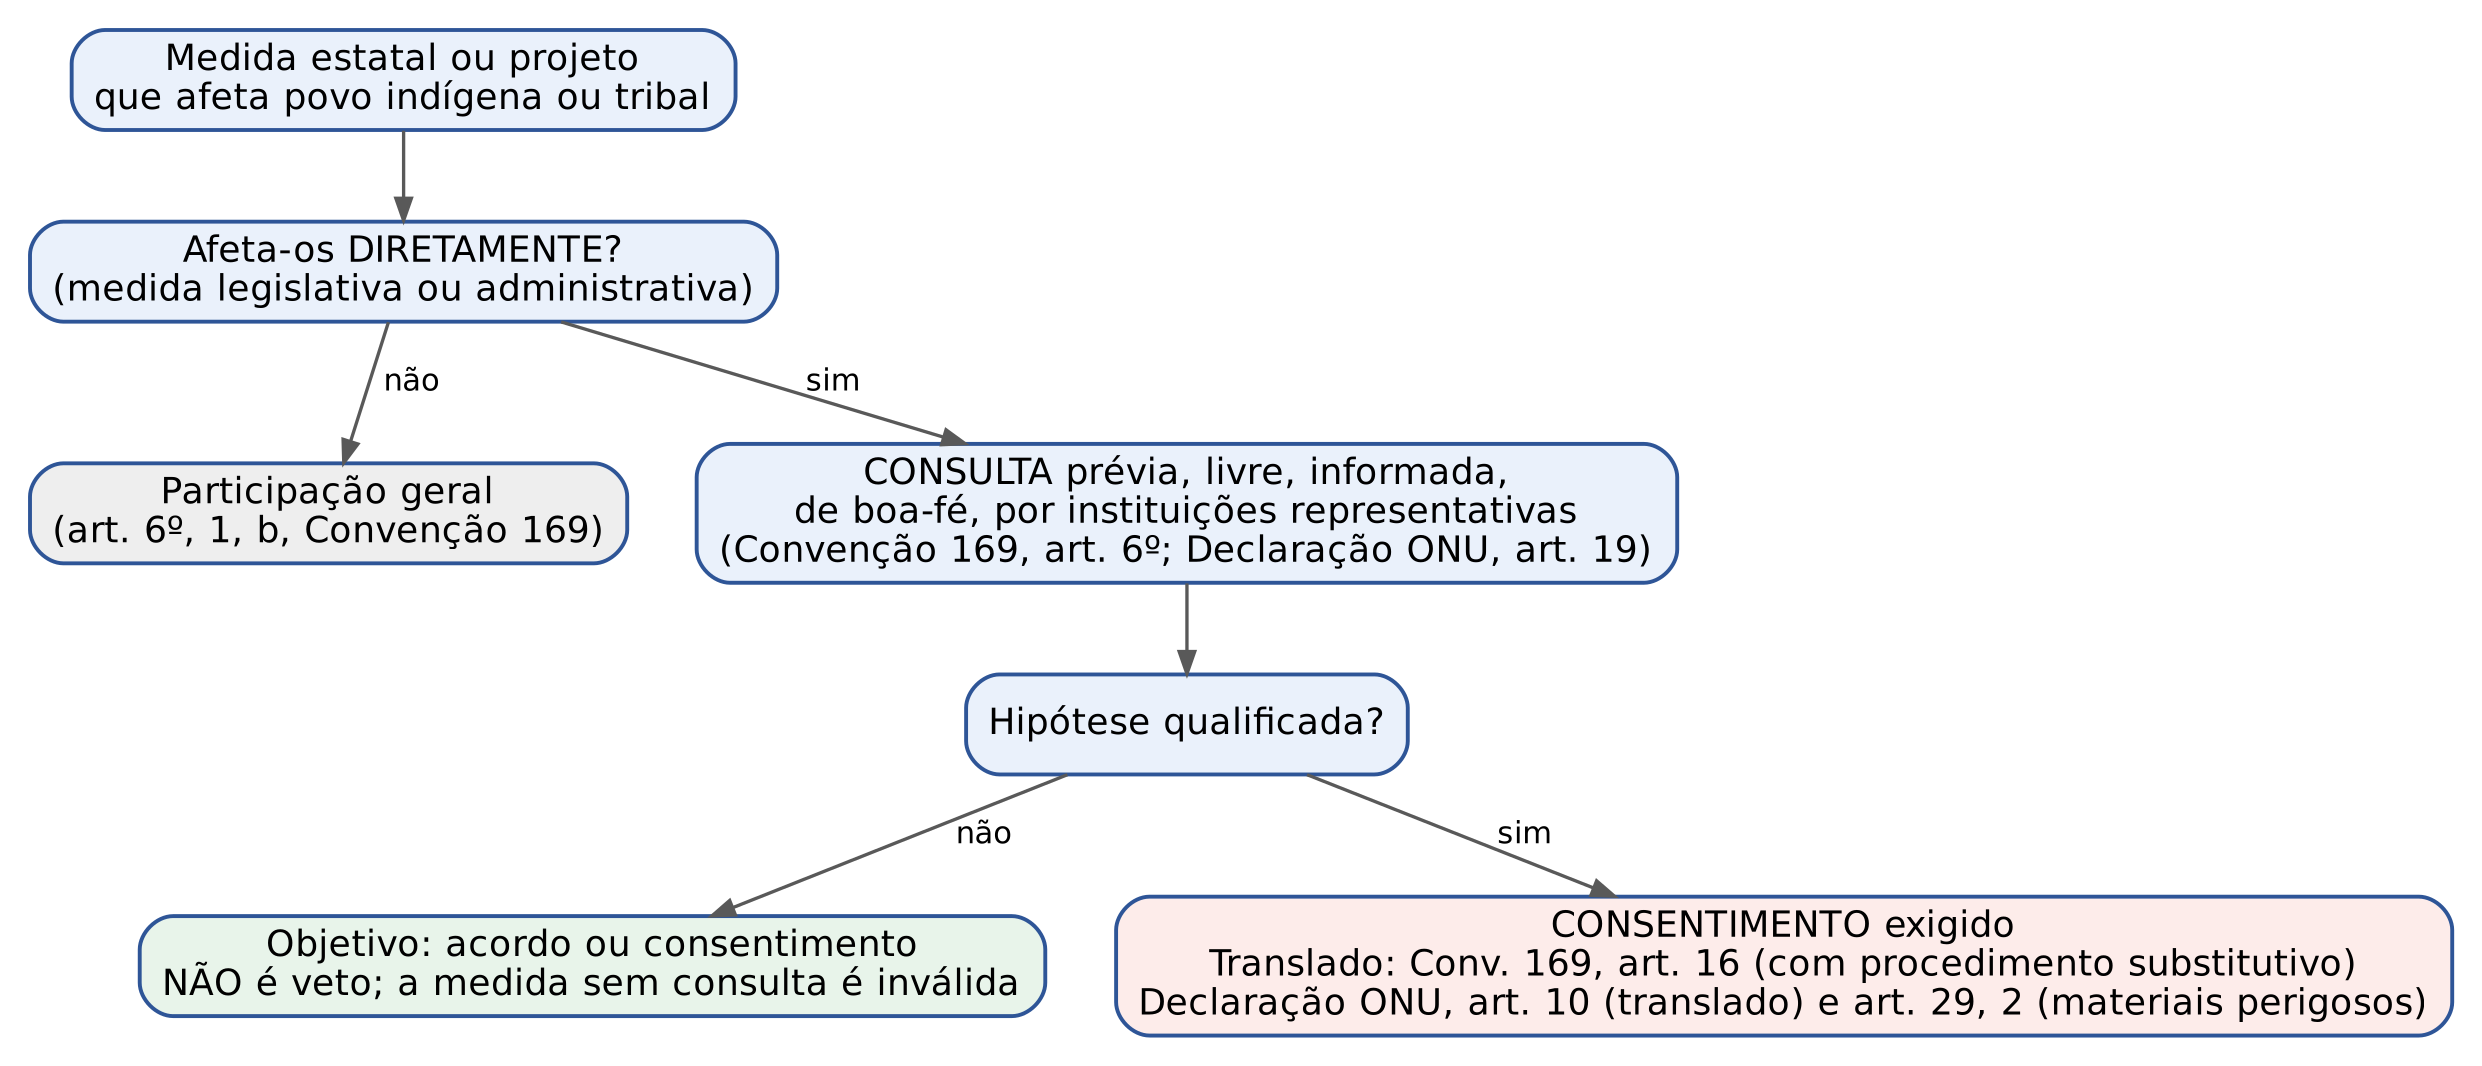 Medida estatal ou projeto
que afeta povo indígena ou tribal
Afeta-os DIRETAMENTE?
(medida legislativa ou administrativa)
não
sim
Participação geral
(art. 6º, 1, b, Convenção 169)
CONSULTA prévia, livre, informada,
de boa-fé, por instituições representativas
(Convenção 169, art. 6º; Declaração ONU, art. 19)
Hipótese qualificada?
não
sim
Objetivo: acordo ou consentimento
NÃO é veto; a medida sem consulta é inválida
CONSENTIMENTO exigido
Translado: Conv. 169, art. 16 (com procedimento substitutivo)
Declaração ONU, art. 10 (translado) e art. 29, 2 (materiais perigosos)